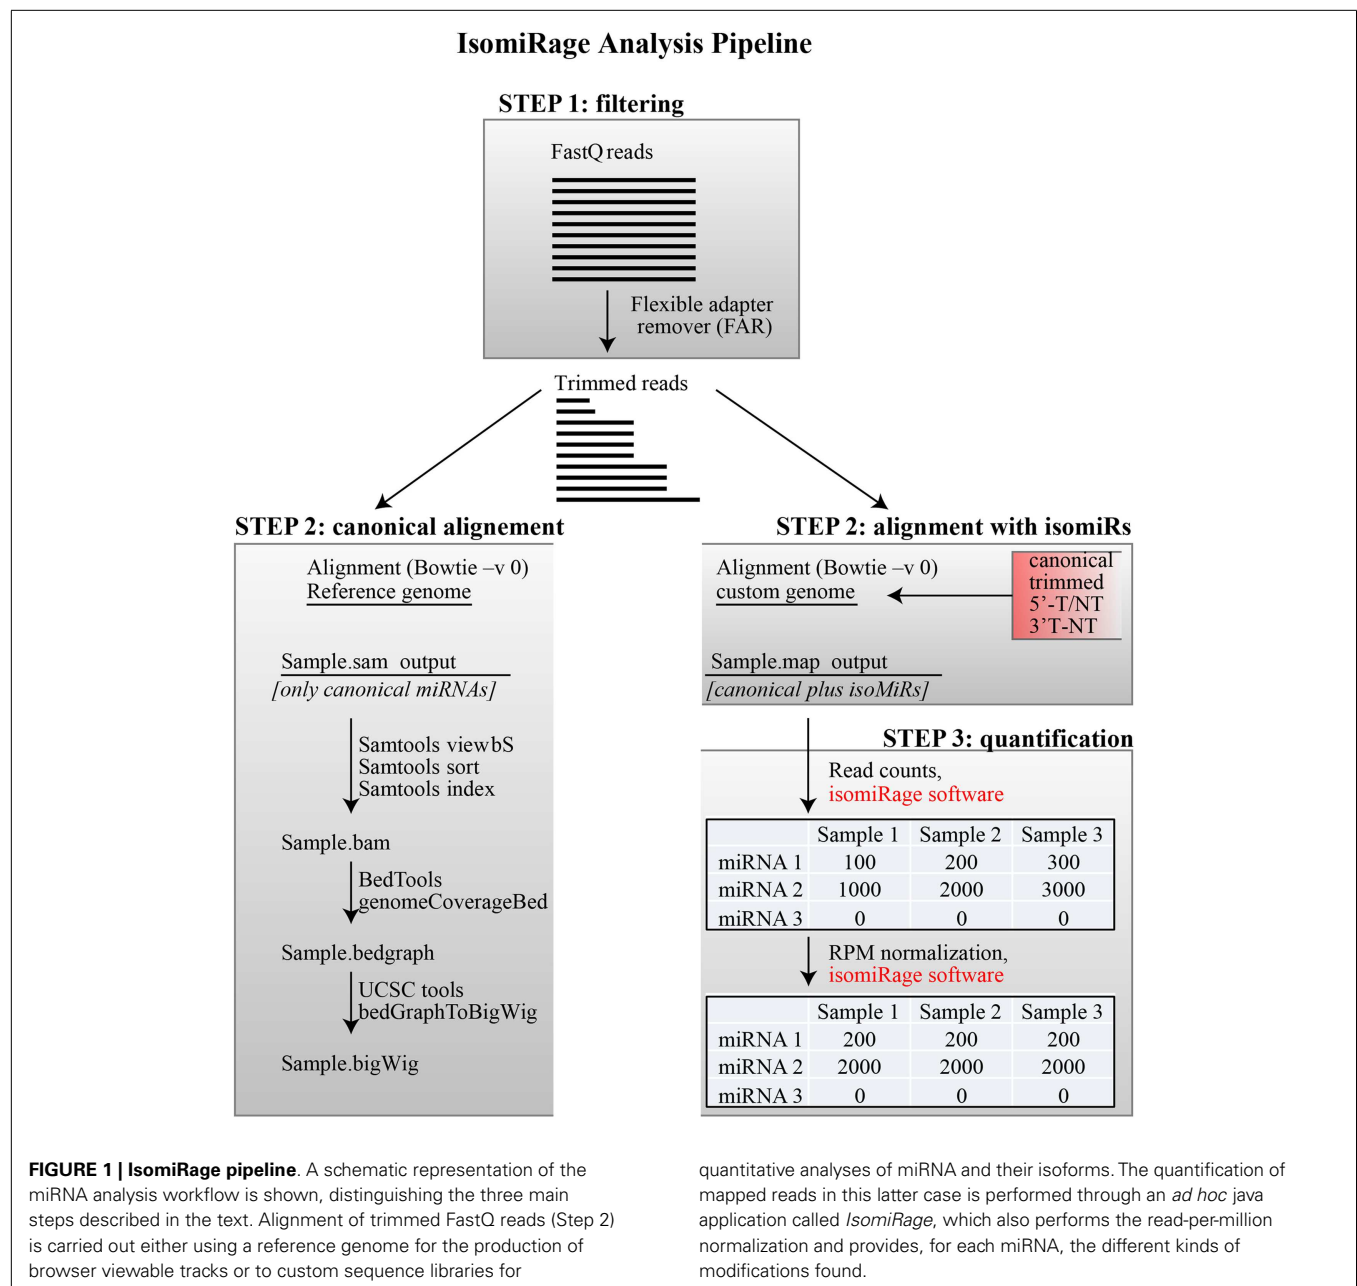 IsomiRage Analysis Pipeline
STEP 1: filtering
FastQ reads
Flexible adapter
remover (FAR)
Trimmed reads
STEP 2: canonical alignement
Alignment (Bowtie –v 0)
Reference genome
Sample.sam output
[only canonical miRNAs]
Samtools viewbS
Samtools sort
Samtools index
Sample.bam
BedTools
genomeCoverageBed
Sample.bedgraph
UCSC tools
bedGraphToBigWig
Sample.bigWig
STEP 2: alignment with isomiRs
Alignment (Bowtie –v 0)
custom genome
canonical
trimmed
5’-T/NT
3’T-NT
Sample.map output
[canonical plus isoMiRs]
STEP 3: quantification
Read counts,
isomiRage software
Sample 1 Sample 2 Sample 3
miRNA 1 100 200 300
miRNA 2 1000 2000 3000
miRNA 3 0 0 0
RPM normalization,
isomiRage software
Sample 1 Sample 2 Sample 3
miRNA 1 200 200 200
miRNA 2 2000 2000 2000
miRNA 3 0 0 0
FIGURE 1 | IsomiRage pipeline. A schematic representation of the
miRNA analysis workflow is shown, distinguishing the three main
steps described in the text. Alignment of trimmed FastQ reads (Step 2)
is carried out either using a reference genome for the production of
browser viewable tracks or to custom sequence libraries for
quantitative analyses of miRNA and their isoforms. The quantification of
mapped reads in this latter case is performed through an ad hoc java
application called IsomiRage, which also performs the read-per-million
normalization and provides, for each miRNA, the different kinds of
modifications found.